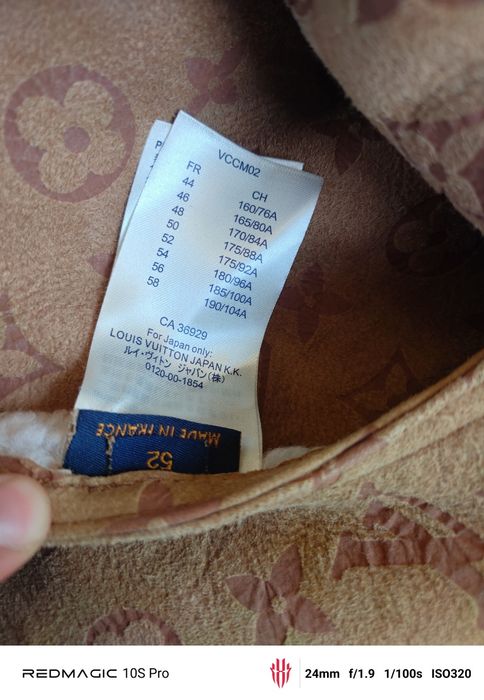 VCCM02
FR CH
44 160/76A
46 165/80A
48 170/84A
50 175/88A
52 175/92A
54 180/96A
56 185/100A
58 190/104A
CA 36929
For Japan only:
LOUIS VUITTON JAPAN K.K.
ルイ・ヴィトン ジャパン(株)
0120-00-1854
MADE IN FRANCE
52
REDMAGIC 10S Pro
24mm f/1.9 1/100s ISO320